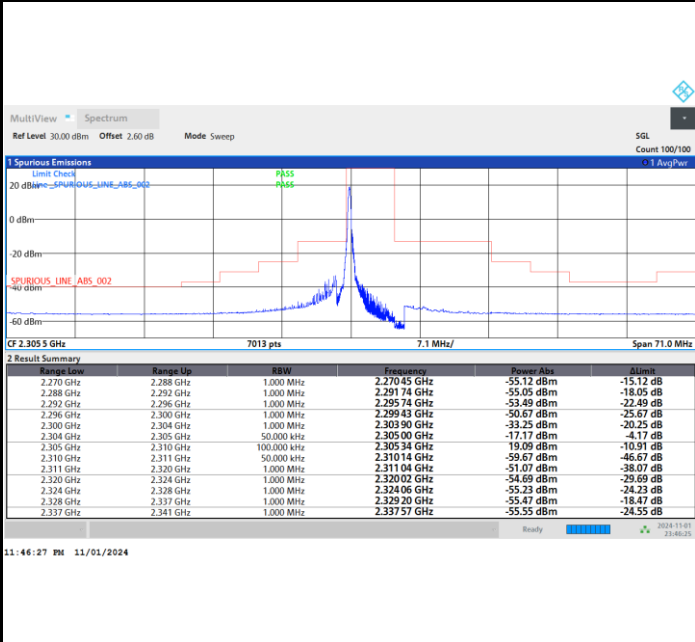 MultiView Spectrum
Ref Level 30.00 dBm Offset 2.60 dB Mode Sweep SGL
Count 100/100
1 Spurious Emissions 1 AvgPwr
Limit Check PASS
20 dBm Line _SPURIOUS_LINE_ABS_002 PASS
0 dBm
-20 dBm
_SPURIOUS_LINE_ABS_002
-40 dBm
-60 dBm
CF 2.305 5 GHz 7013 pts 7.1 MHz/ Span 71.0 MHz
2 Result Summary
Range Low Range Up RBW Frequency Power Abs ΔLimit
2.270 GHz 2.288 GHz 1.000 MHz 2.270 45 GHz -55.12 dBm -15.12 dB
2.288 GHz 2.292 GHz 1.000 MHz 2.291 74 GHz -55.05 dBm -18.05 dB
2.292 GHz 2.296 GHz 1.000 MHz 2.295 74 GHz -53.49 dBm -22.49 dB
2.296 GHz 2.300 GHz 1.000 MHz 2.299 43 GHz -50.67 dBm -25.67 dB
2.300 GHz 2.304 GHz 1.000 MHz 2.303 90 GHz -33.25 dBm -20.25 dB
2.304 GHz 2.305 GHz 50.000 kHz 2.305 00 GHz -17.17 dBm -4.17 dB
2.305 GHz 2.310 GHz 100.000 kHz 2.305 34 GHz 19.09 dBm -10.91 dB
2.310 GHz 2.311 GHz 50.000 kHz 2.310 14 GHz -59.67 dBm -46.67 dB
2.311 GHz 2.320 GHz 1.000 MHz 2.311 04 GHz -51.07 dBm -38.07 dB
2.320 GHz 2.324 GHz 1.000 MHz 2.320 02 GHz -54.69 dBm -29.69 dB
2.324 GHz 2.328 GHz 1.000 MHz 2.324 06 GHz -55.23 dBm -24.23 dB
2.328 GHz 2.337 GHz 1.000 MHz 2.329 20 GHz -55.47 dBm -18.47 dB
2.337 GHz 2.341 GHz 1.000 MHz 2.337 57 GHz -55.55 dBm -24.55 dB
Ready 2024-11-01
23:46:25
11:46:27 PM 11/01/2024